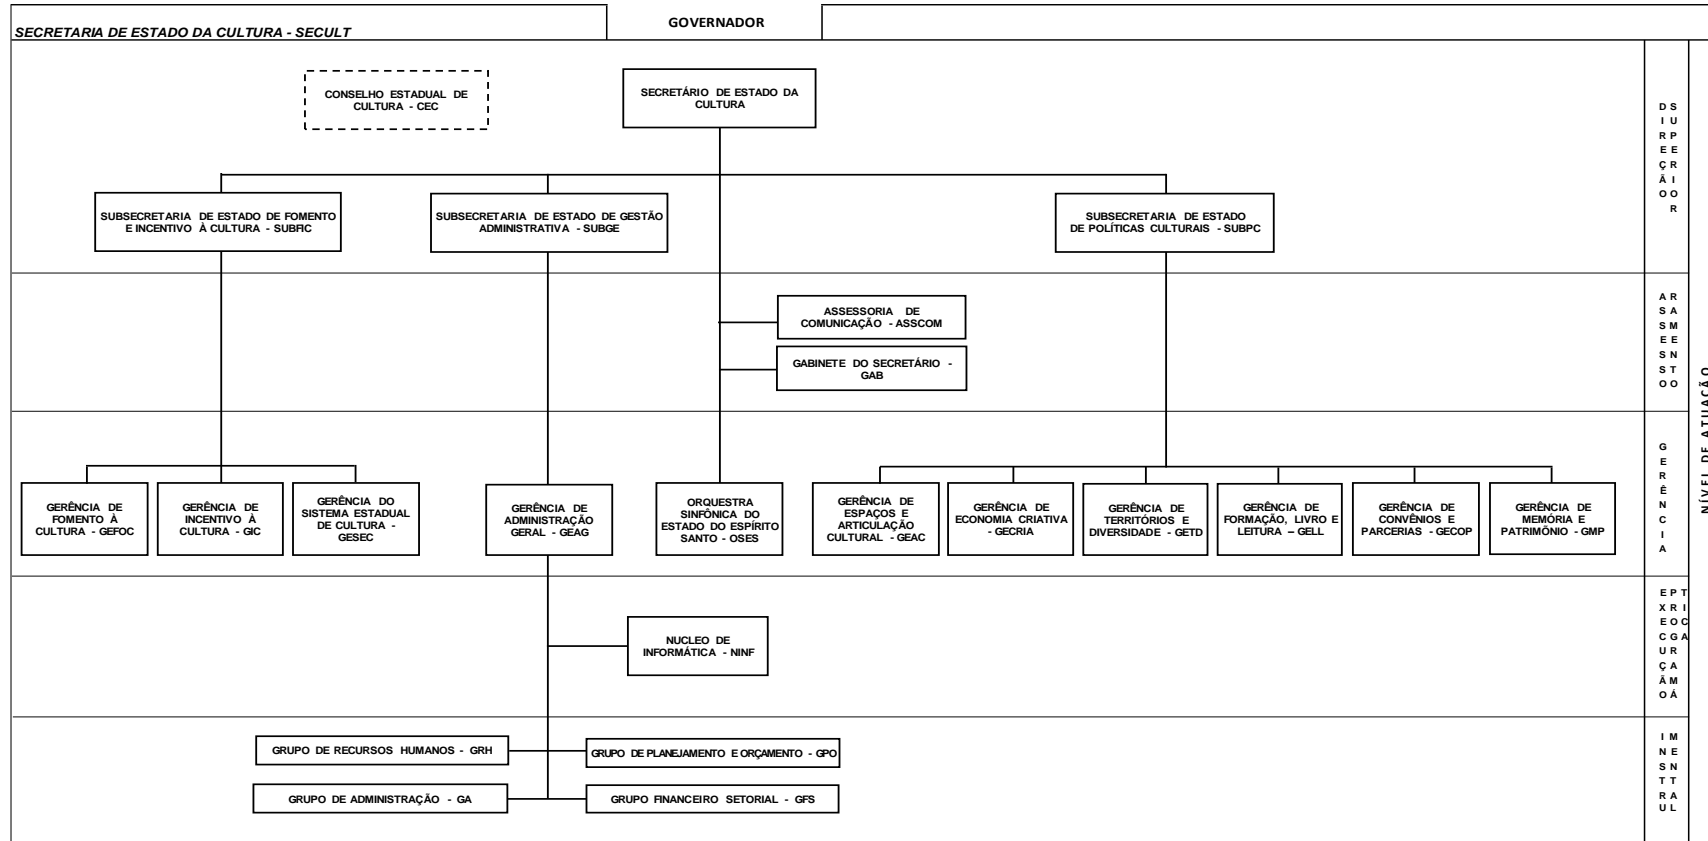 GOVERNADOR
SECRETARIA DE ESTADO DA CULTURA - SECULT
CONSELHO ESTADUAL DE
CULTURA - CEC
SECRETÁRIO DE ESTADO DA
CULTURA
SUBSECRETARIA DE ESTADO DE FOMENTO
E INCENTIVO À CULTURA - SUBFIC
SUBSECRETARIA DE ESTADO DE GESTÃO
ADMINISTRATIVA - SUBGE
SUBSECRETARIA DE ESTADO
DE POLÍTICAS CULTURAIS - SUBPC
DIREÇÃO
SUPERIOR
ASSESSORIA DE
COMUNICAÇÃO - ASSCOM
GABINETE DO SECRETÁRIO -
GAB
ASSESSO
RAMENTO
GERÊNCIA DE
FOMENTO À
CULTURA - GEFOC
GERÊNCIA DE
INCENTIVO À
CULTURA - GIC
GERÊNCIA DO
SISTEMA ESTADUAL
DE CULTURA -
GESEC
GERÊNCIA DE
ADMINISTRAÇÃO
GERAL - GEAG
ORQUESTRA
SINFÔNICA DO
ESTADO DO ESPÍRITO
SANTO - OSES
GERÊNCIA DE
ESPAÇOS E
ARTICULAÇÃO
CULTURAL - GEAC
GERÊNCIA DE
ECONOMIA CRIATIVA
- GECRIA
GERÊNCIA DE
TERRITÓRIOS E
DIVERSIDADE - GETD
GERÊNCIA DE
FORMAÇÃO, LIVRO E
LEITURA – GELL
GERÊNCIA DE
CONVÊNIOS E
PARCERIAS - GECOP
GERÊNCIA DE
MEMÓRIA E
PATRIMÔNIO - GMP
GERÊNCIA
NUCLEO DE
INFORMÁTICA - NINF
EXECUÇÃO
PROGRAMÁ
TICA
GRUPO DE RECURSOS HUMANOS - GRH
GRUPO DE PLANEJAMENTO E ORÇAMENTO - GPO
GRUPO DE ADMINISTRAÇÃO - GA
GRUPO FINANCEIRO SETORIAL - GFS
INSTRU
MENTAL
NÍVEL DE ATUAÇÃO